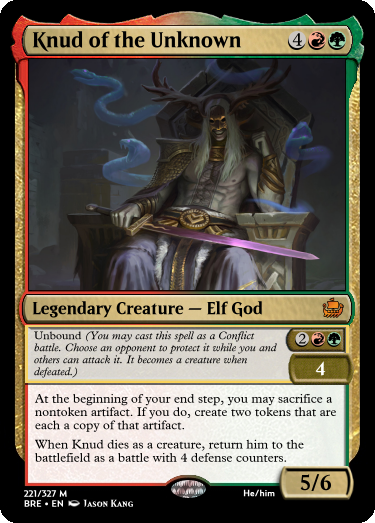 Knud of the Unknown 4
Legendary Creature — Elf God
Unbound (You may cast this spell as a Conflict 2
battle. Choose an opponent to protect it while you and
others can attack it. It becomes a creature when
defeated.)
4
At the beginning of your end step, you may sacrifice a
nontoken artifact. If you do, create two tokens that are
each a copy of that artifact.
When Knud dies as a creature, return him to the
battlefield as a battle with 4 defense counters.
5/6
221/327 M He/him
BRE • EN Jason Kang